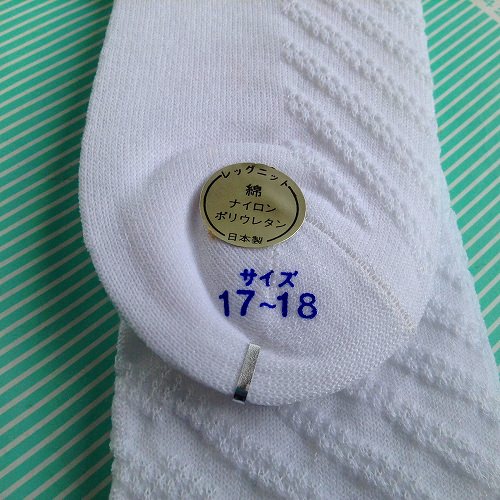 レッグニット
綿
ナイロン
ポリウレタン
日本製
サイズ
17~18